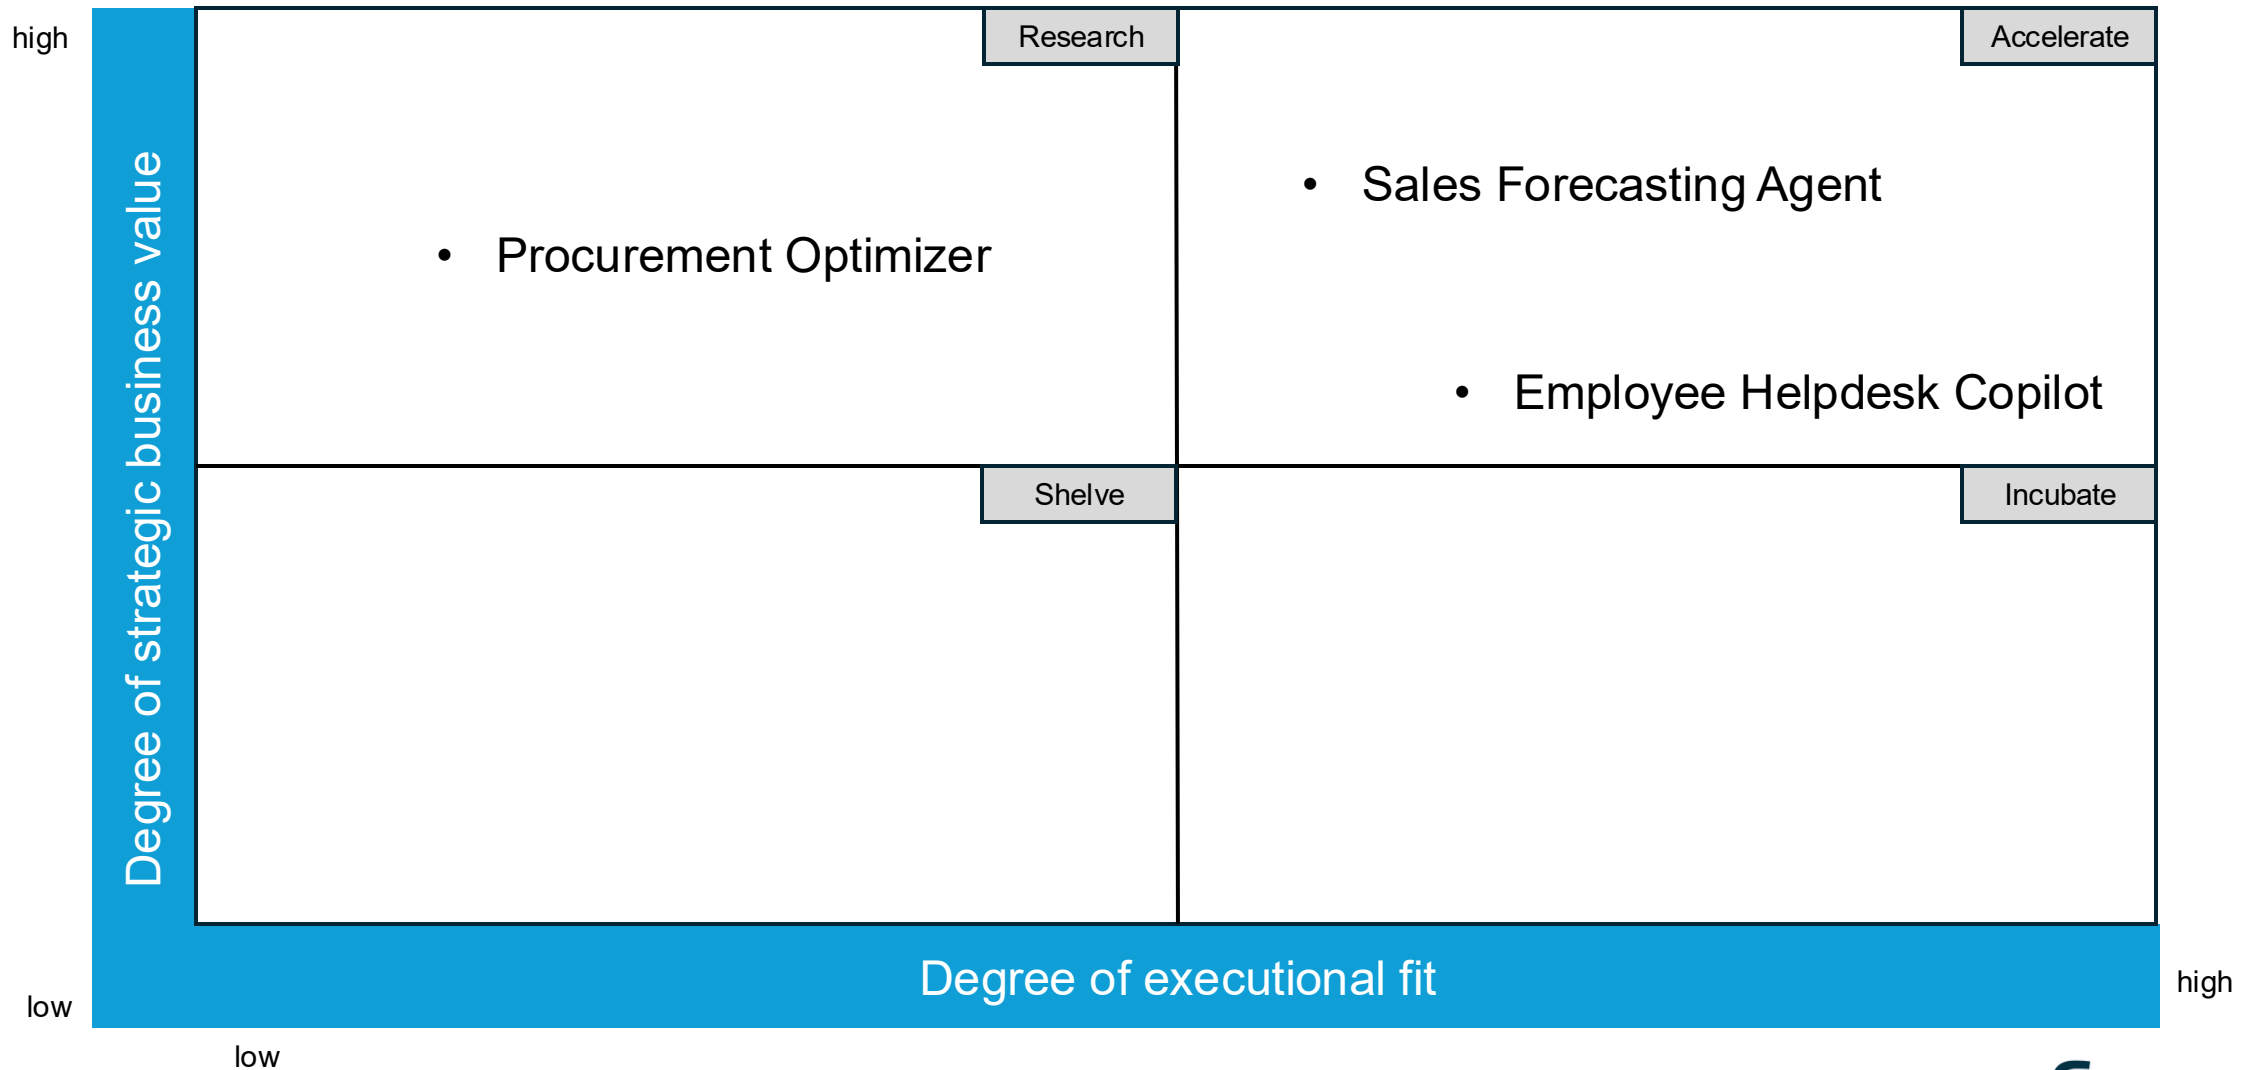 high
Research
Accelerate
Degree of strategic business value
• Sales Forecasting Agent
• Procurement Optimizer
• Employee Helpdesk Copilot
Shelve
Incubate
Degree of executional fit
high
low
low